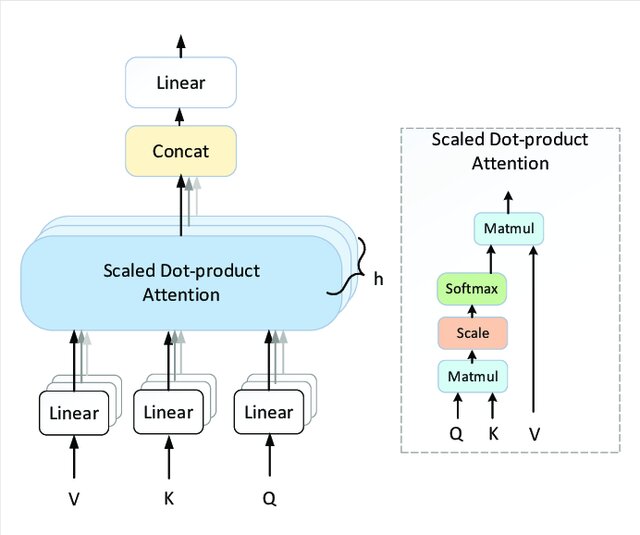 Linear
Concat
Scaled Dot-product
Attention
h
Linear
Linear
Linear
V
K
Q
Scaled Dot-product
Attention
Matmul
Softmax
Scale
Matmul
Q
K
V